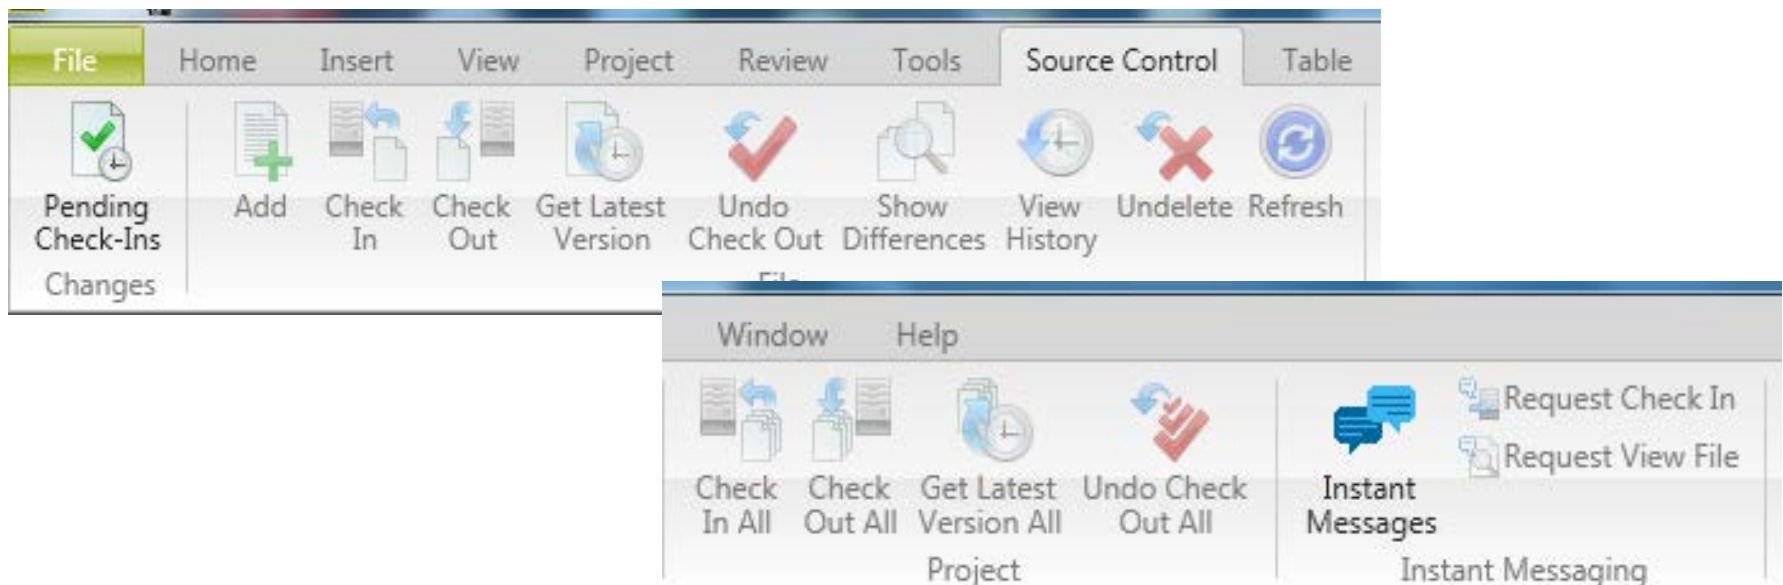 File Home Insert View Project Review Tools Source Control Table
Pending Add Check Check Get Latest Undo Show View Undelete Refresh
Check-Ins In Out Version Check Out Differences History
Changes
Window Help
Request Check In
Request View File
Check Check Get Latest Undo Check Instant
In All Out All Version All Out All Messages
Project Instant Messaging